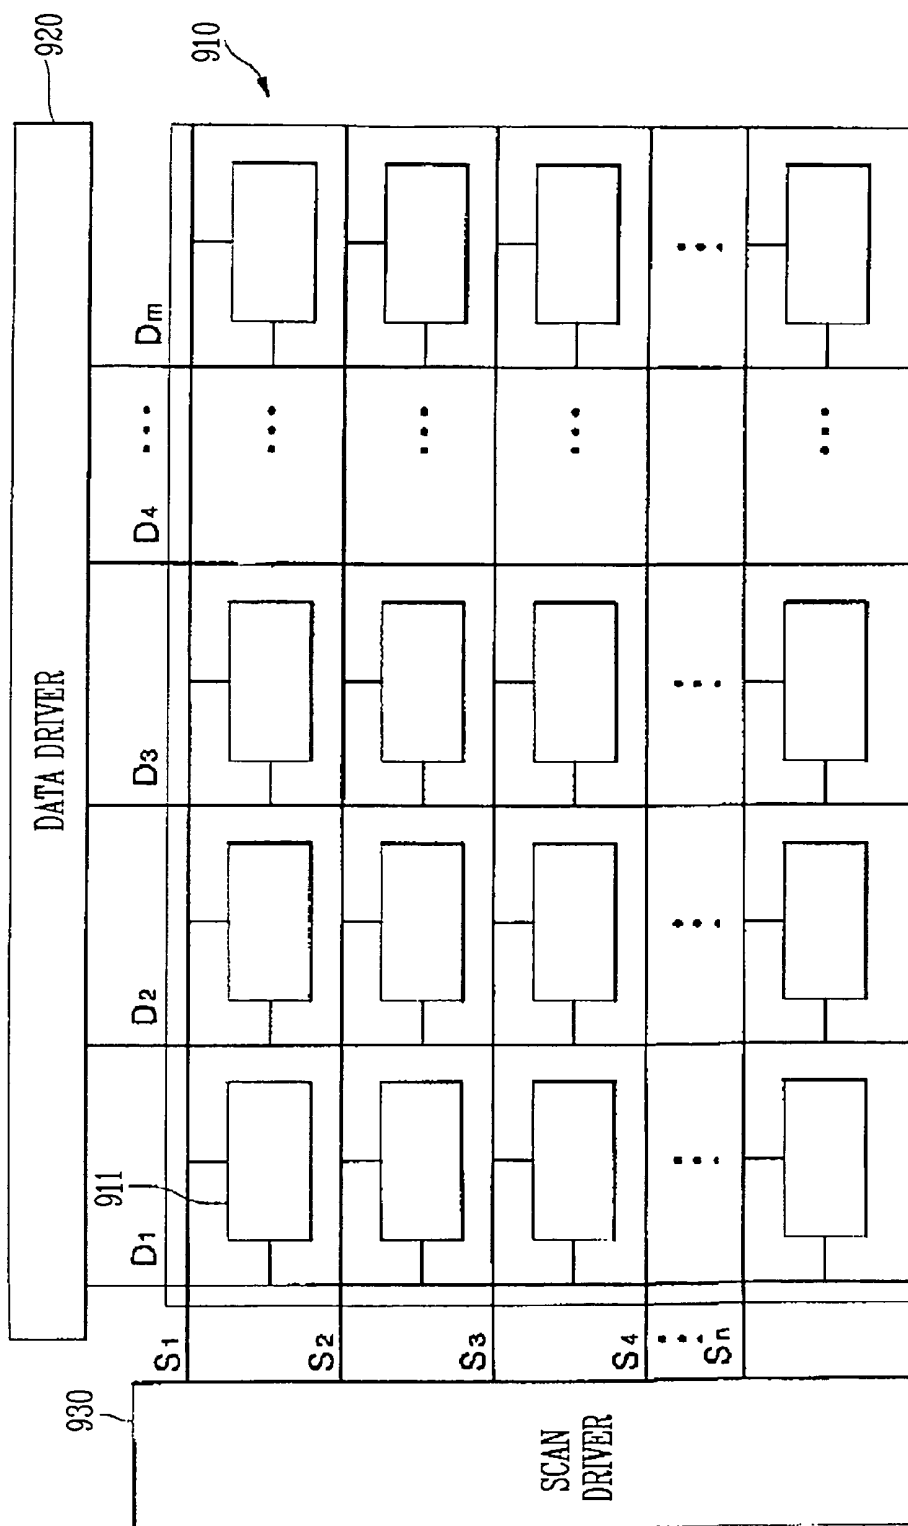 920
DATA DRIVER
910
930
D1
D2
D3
D4
...
Dm
911
S1
S2
S3
S4
...
Sn
SCAN
DRIVER